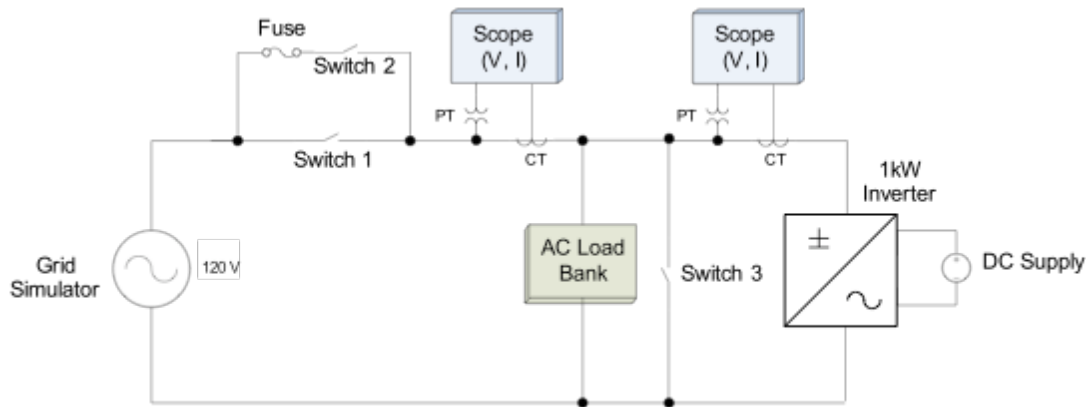 Fuse
Switch 2
Switch 1
Scope
(V, I)
PT
CT
Scope
(V, I)
PT
CT
1kW
Inverter
Grid
Simulator
120 V
AC Load
Bank
Switch 3
±
DC Supply